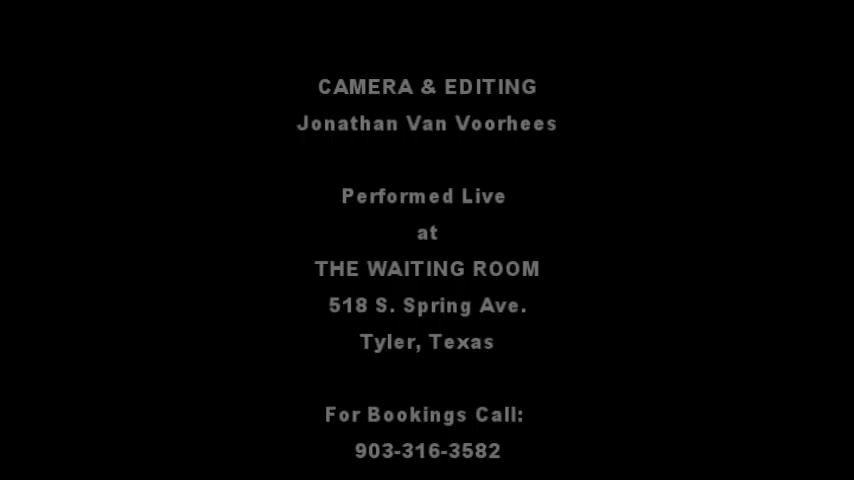 CAMERA & EDITING
Jonathan Van Voorhees
Performed Live
at
THE WAITING ROOM
518 S. Spring Ave.
Tyler, Texas
For Bookings Call:
903-316-3582